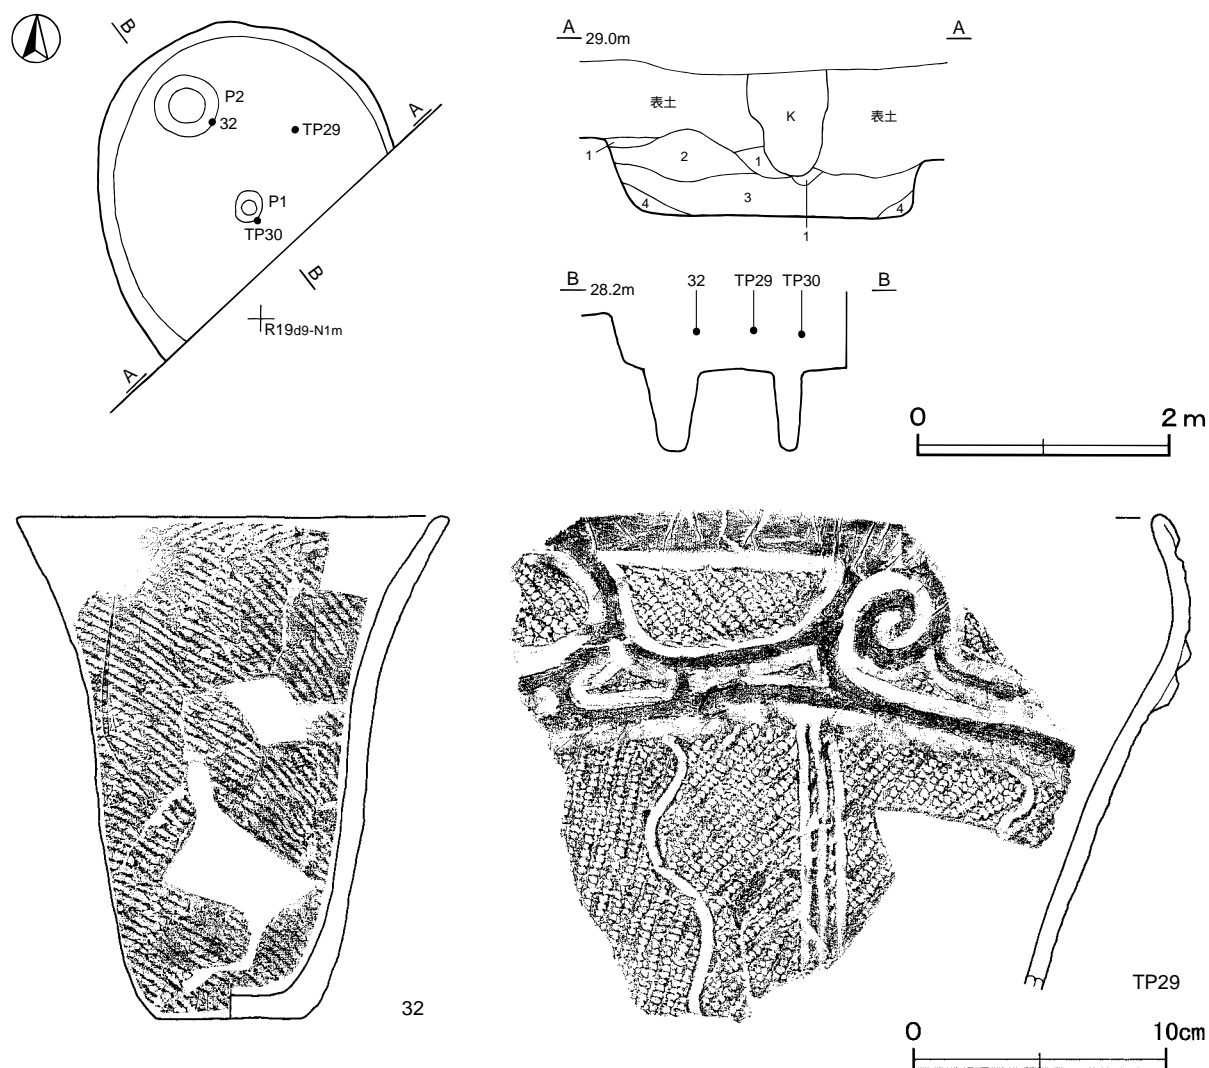 B
P2
32
TP29
A
P1
TP30
B
R19d9-N1m
A
A 29.0m A
表土 K 表土
1 2 1
3
4 4
1
B 28.2m 32 TP29 TP30 B
0 2 m
32
TP29
0 10cm